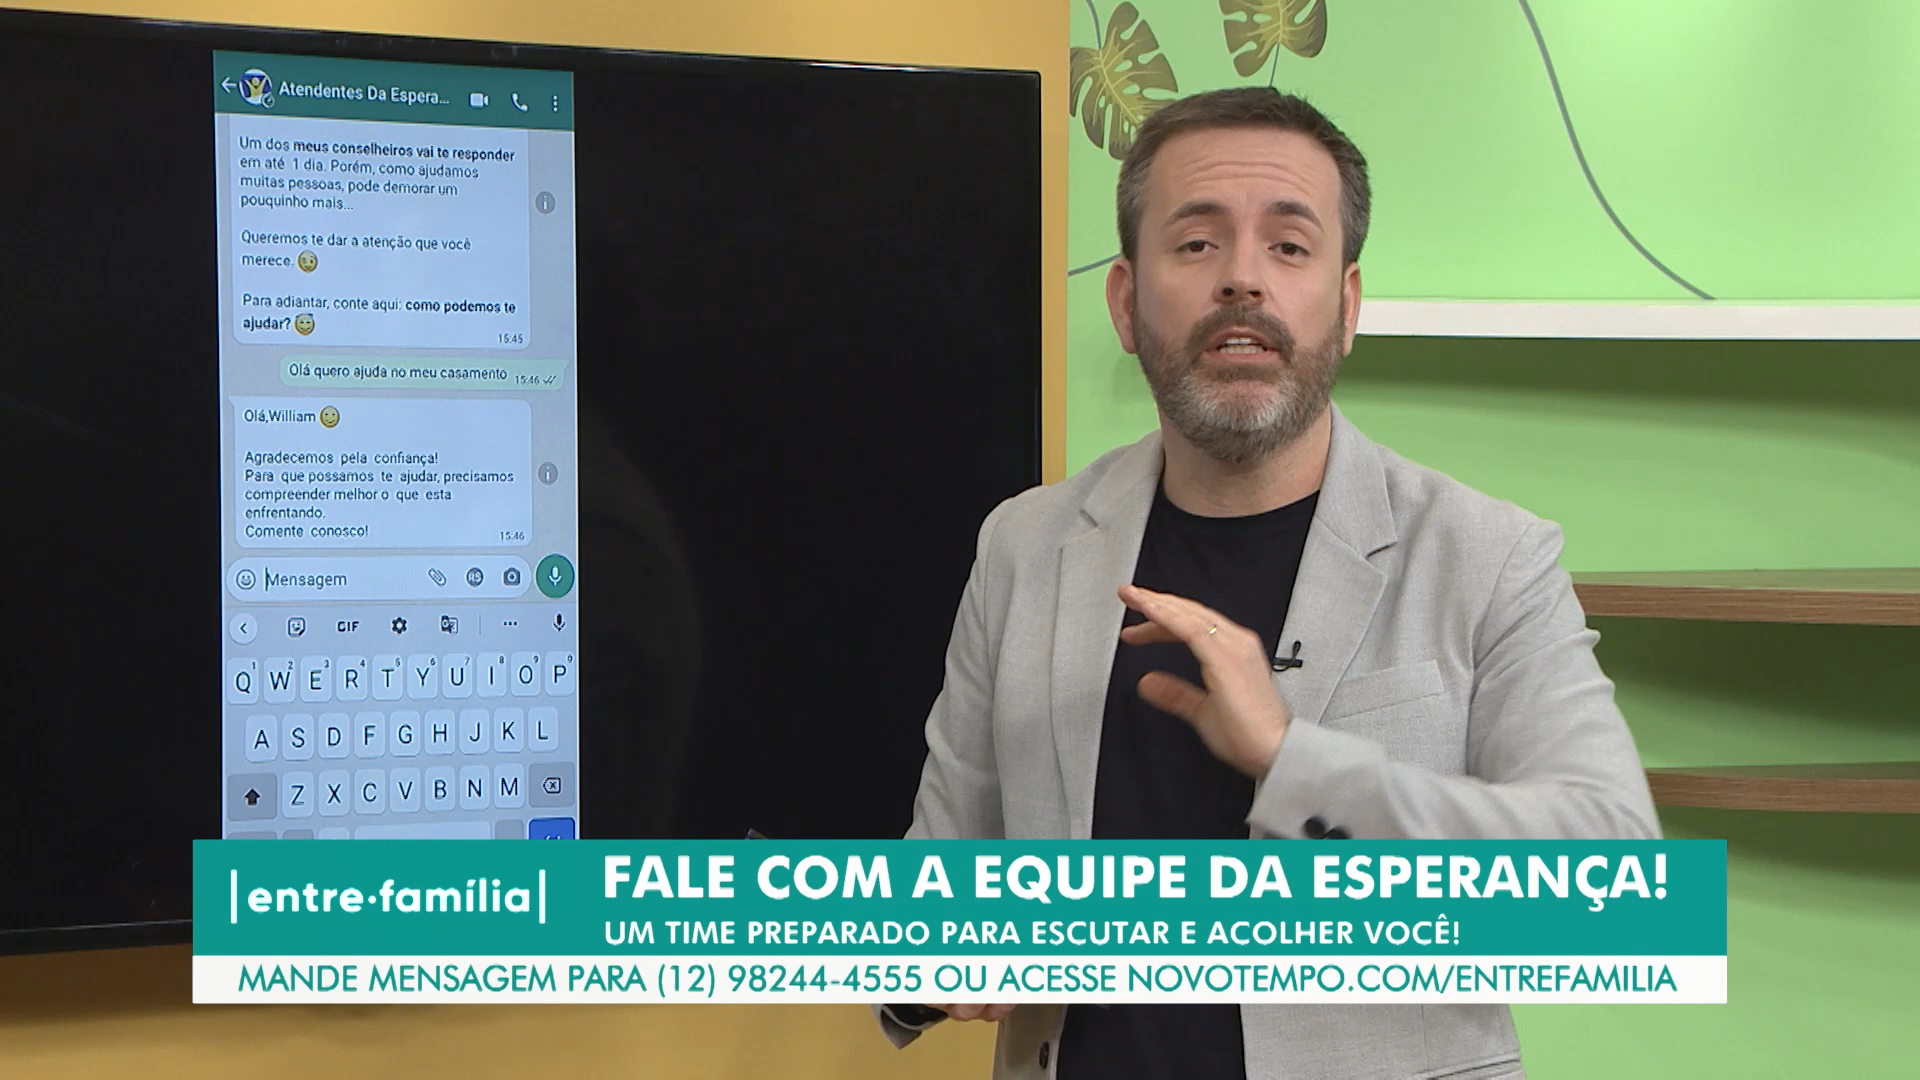 Atendentes Da Espera...
Um dos meus conselheiros vai te responder
em até 1 dia. Porém, como ajudamos
muitas pessoas, pode demorar um
pouquinho mais...
Queremos te dar a atenção que você
merece.
Para adiantar, conte aqui: como podemos te
ajudar?
15:45
Olá quero ajuda no meu casamento 15:46
Olá,William
Agradecemos pela confiança!
Para que possamos te ajudar, precisamos
compreender melhor o que esta
enfrentando.
Comente conosco!
15:46
Mensagem
GIF
Q W E R T Y U I O P
A S D F G H J K L
Z X C V B N M
|entre·família|
FALE COM A EQUIPE DA ESPERANÇA!
UM TIME PREPARADO PARA ESCUTAR E ACOLHER VOCÊ!
MANDE MENSAGEM PARA (12) 98244-4555 OU ACESSE NOVOTEMPO.COM/ENTREFAMILIA